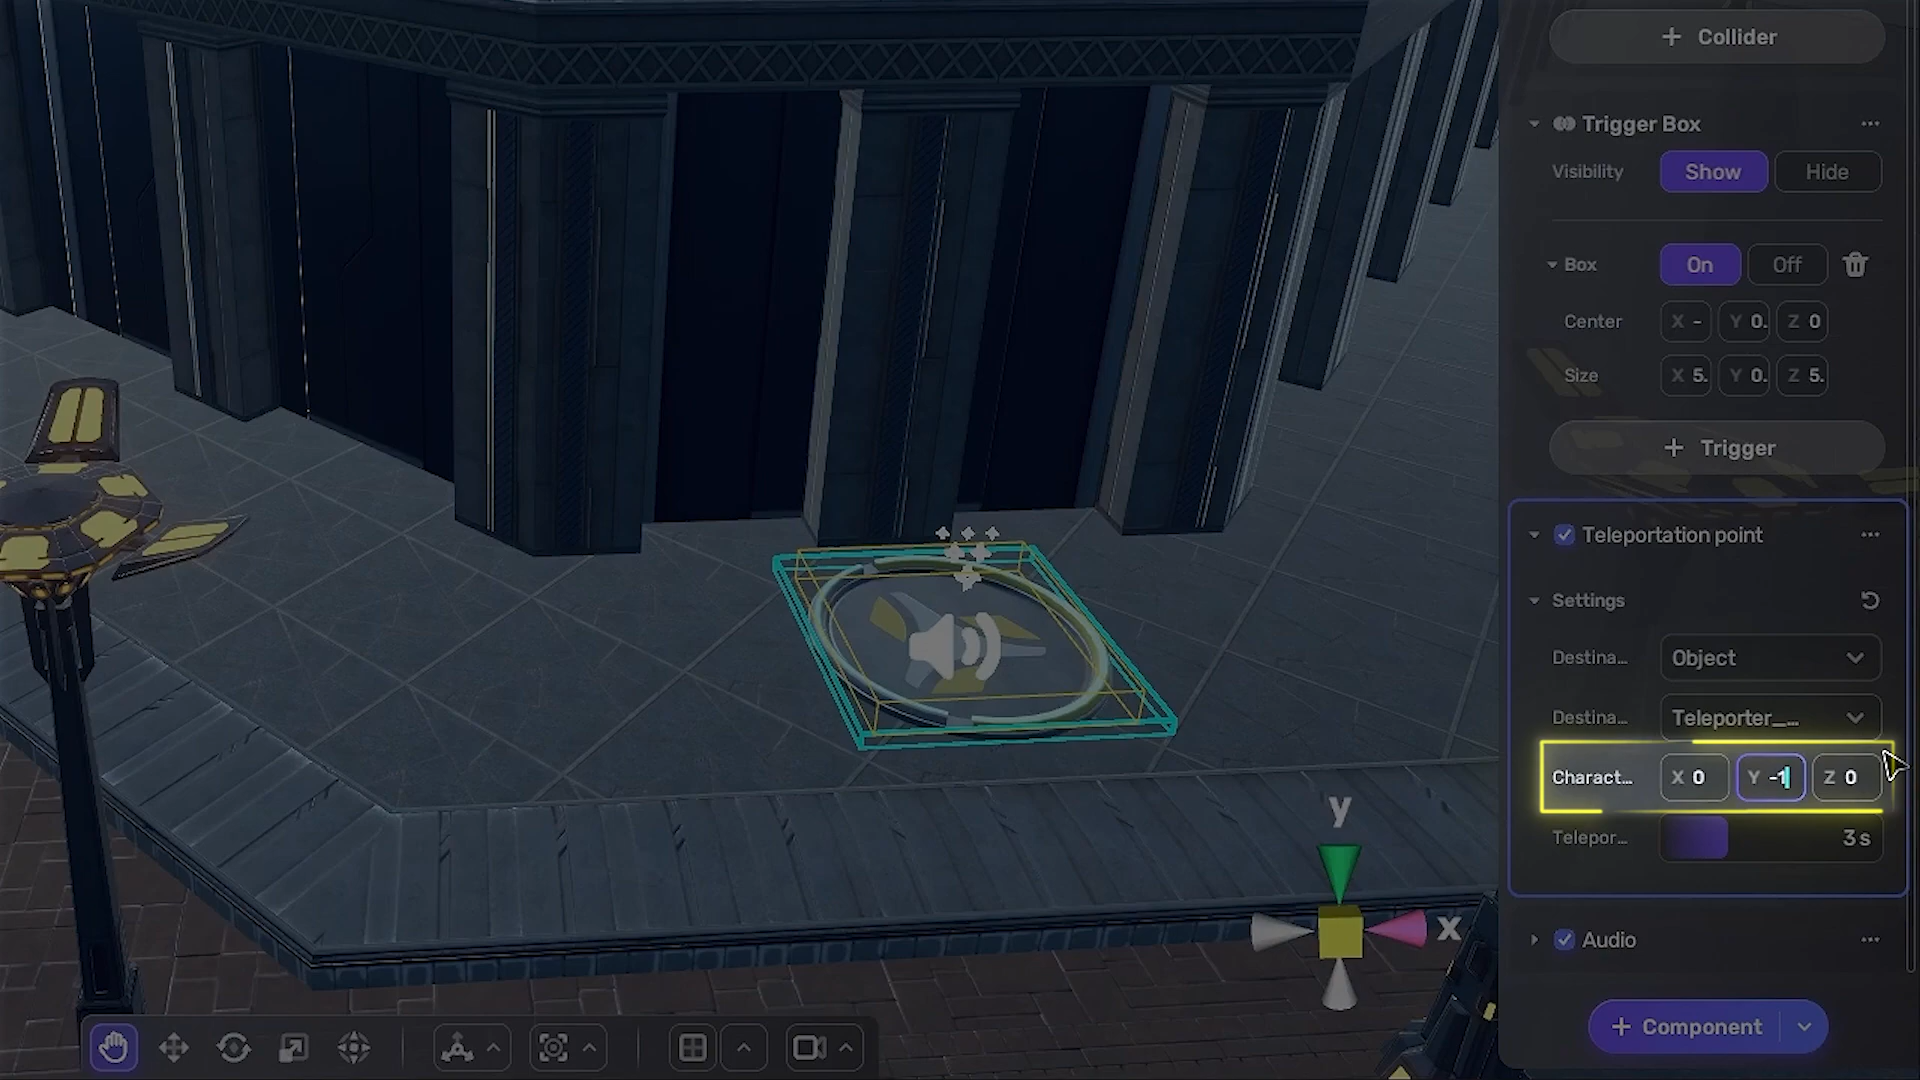 + Collider
Trigger Box ...
Visibility Show Hide
Box On Off
Center X - Y 0. Z 0
Size X 5. Y 0. Z 5.
+ Trigger
Teleportation point ...
Settings
Destina... Object
Destina... Teleporter_...
Charact... X 0 Y -1 Z 0
Telepor... 3 s
y
x
Audio ...
+ Component